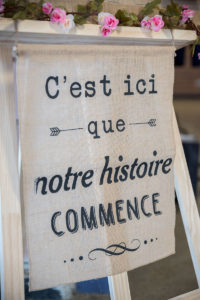 C'est ici
que
notre histoire
COMMENCE